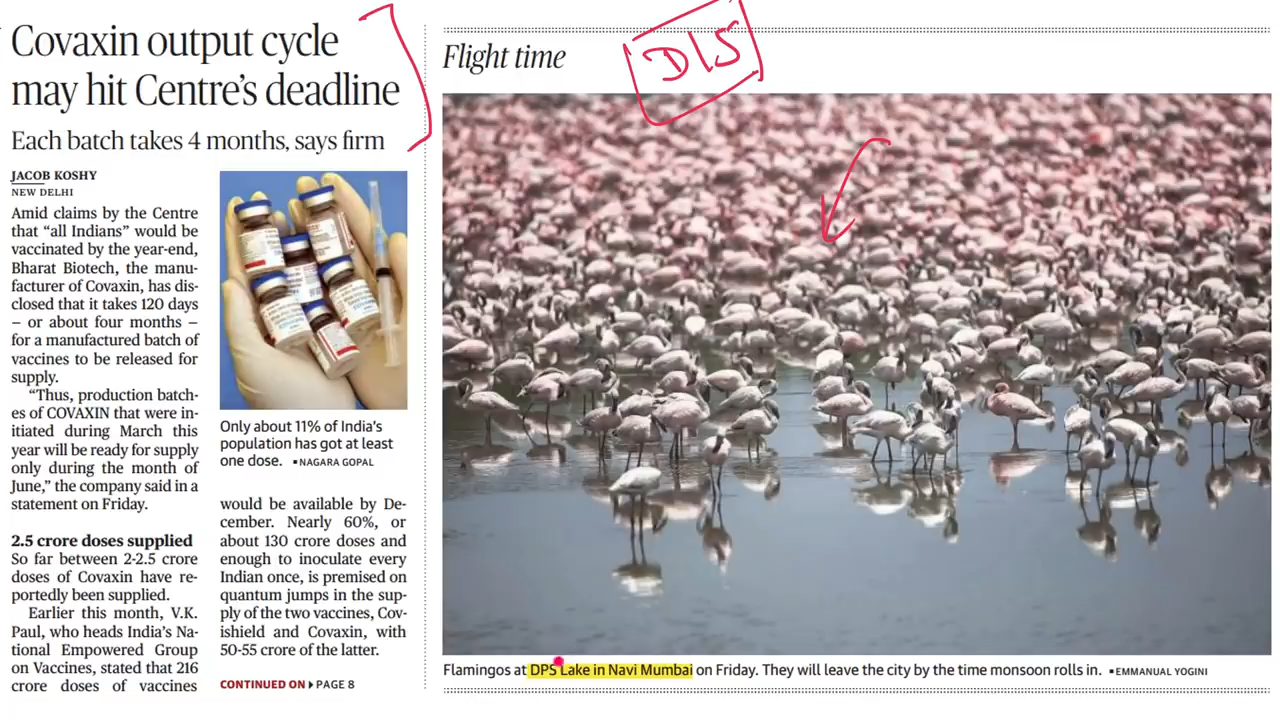 Covaxin output cycle
may hit Centre's deadline
Each batch takes 4 months, says firm
JACOB KOSHY
NEW DELHI
Amid claims by the Centre
that “all Indians” would be
vaccinated by the year-end,
Bharat Biotech, the manu-
facturer of Covaxin, has dis-
closed that it takes 120 days
– or about four months –
for a manufactured batch of
vaccines to be released for
supply.
“Thus, production batch-
es of COVAXIN that were in-
itiated during March this
year will be ready for supply
only during the month of
June,” the company said in a
statement on Friday.
2.5 crore doses supplied
So far between 2-2.5 crore
doses of Covaxin have re-
portedly been supplied.
Earlier this month, V.K.
Paul, who heads India's Na-
tional Empowered Group
on Vaccines, stated that 216
crore doses of vaccines
Only about 11% of India's
population has got at least
one dose. ▪NAGARA GOPAL
would be available by De-
cember. Nearly 60%, or
about 130 crore doses and
enough to inoculate every
Indian once, is premised on
quantum jumps in the sup-
ply of the two vaccines, Cov-
ishield and Covaxin, with
50-55 crore of the latter.
CONTINUED ON ▸ PAGE 8
Flight time
DIS
Flamingos at DPS Lake in Navi Mumbai on Friday. They will leave the city by the time monsoon rolls in. ▪EMMANUAL YOGINI